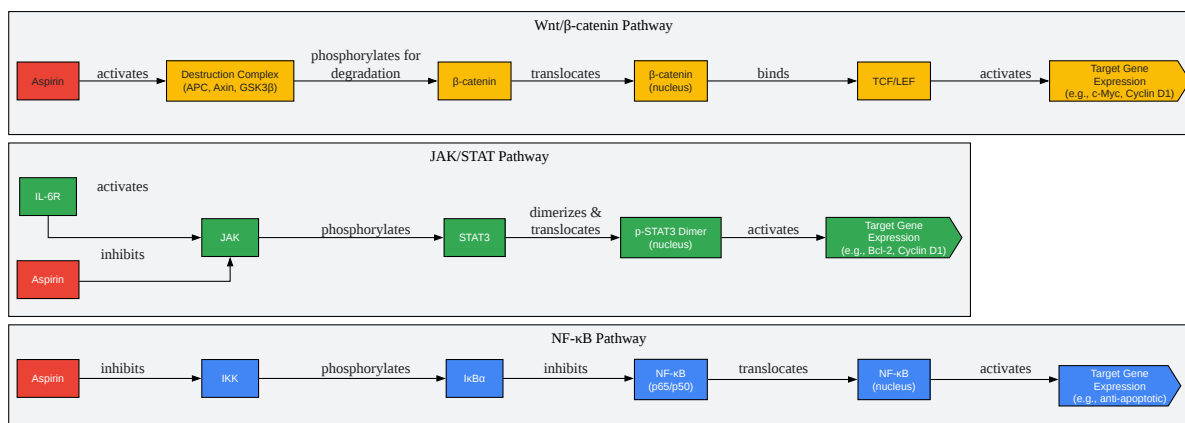 Wnt/β-catenin Pathway
Aspirin
activates
Destruction Complex
(APC, Axin, GSK3β)
phosphorylates for
degradation
β-catenin
translocates
β-catenin
(nucleus)
binds
TCF/LEF
activates
Target Gene
Expression
(e.g., c-Myc, Cyclin D1)
JAK/STAT Pathway
IL-6R
activates
Aspirin
inhibits
JAK
phosphorylates
STAT3
dimerizes &
translocates
p-STAT3 Dimer
(nucleus)
activates
Target Gene
Expression
(e.g., Bcl-2, Cyclin D1)
NF-κB Pathway
Aspirin
inhibits
IKK
phosphorylates
IκBα
inhibits
NF-κB
(p65/p50)
translocates
NF-κB
(nucleus)
activates
Target Gene
Expression
(e.g., anti-apoptotic)